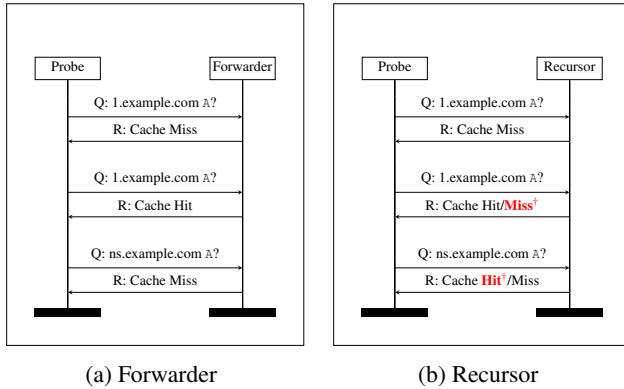 Probe
Forwarder
Q: 1.example.com A?
R: Cache Miss
Q: 1.example.com A?
R: Cache Hit
Q: ns.example.com A?
R: Cache Miss
(a) Forwarder
Probe
Recursor
Q: 1.example.com A?
R: Cache Miss
Q: 1.example.com A?
R: Cache Hit/Miss†
Q: ns.example.com A?
R: Cache Hit†/Miss
(b) Recursor